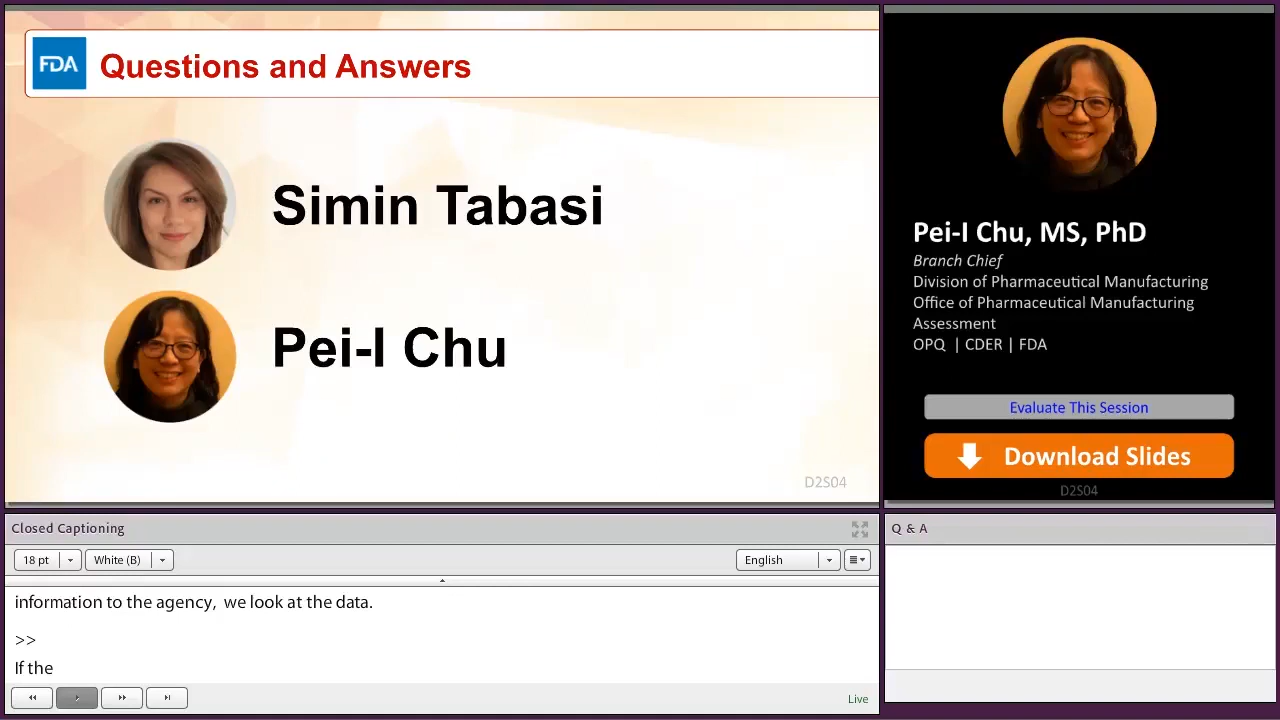 FDA
Questions and Answers
Simin Tabasi
Pei-I Chu
D2S04
Pei-I Chu, MS, PhD
Branch Chief
Division of Pharmaceutical Manufacturing
Office of Pharmaceutical Manufacturing
Assessment
OPQ | CDER | FDA
Evaluate This Session
Download Slides
D2S04
Closed Captioning
18 pt
White (B)
English
information to the agency, we look at the data.
>>
If the
Live
Q & A